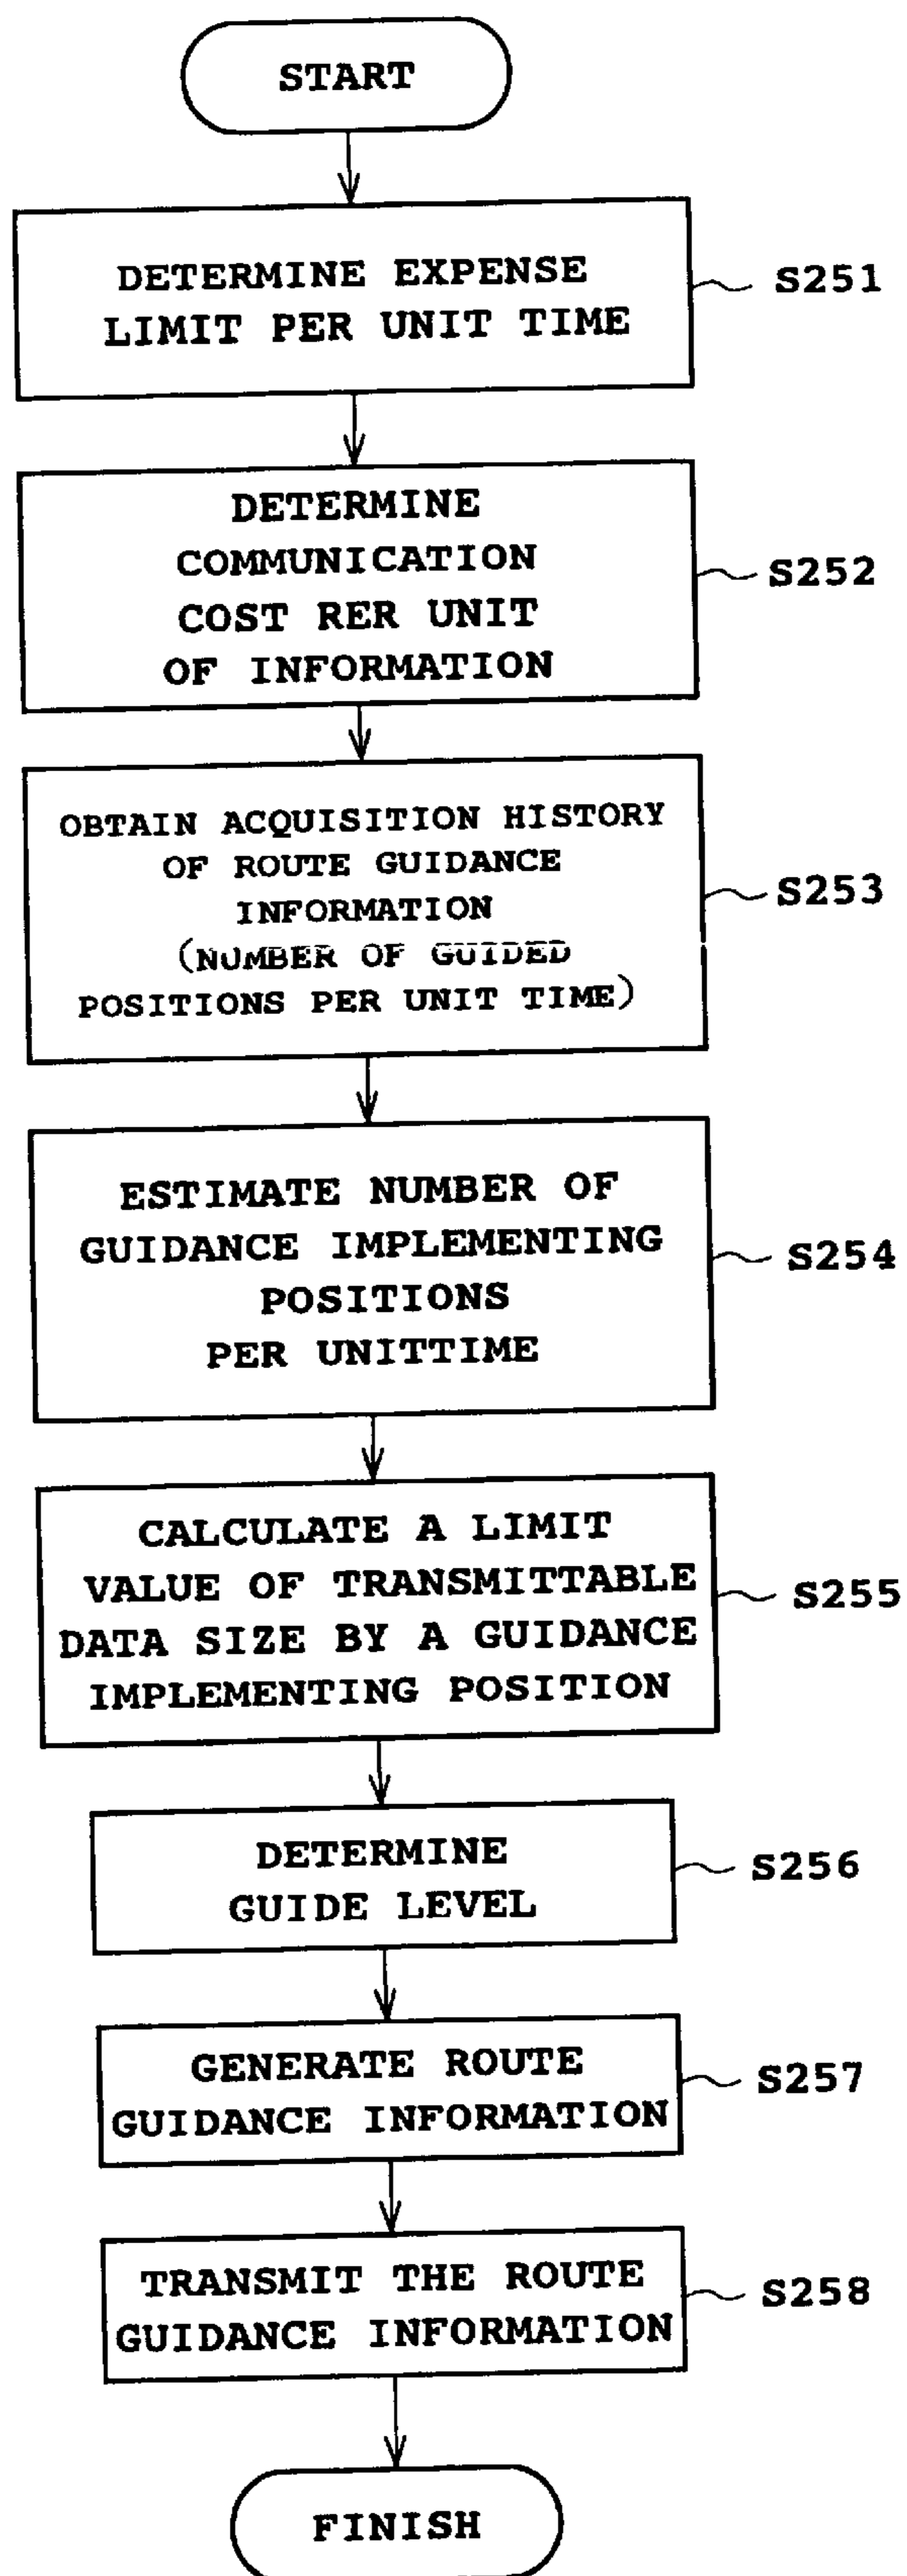 START
DETERMINE EXPENSE
LIMIT PER UNIT TIME
S251
DETERMINE
COMMUNICATION
COST RER UNIT
OF INFORMATION
S252
OBTAIN ACQUISITION HISTORY
OF ROUTE GUIDANCE
INFORMATION
(NUMBER OF GUIDED
POSITIONS PER UNIT TIME)
S253
ESTIMATE NUMBER OF
GUIDANCE IMPLEMENTING
POSITIONS
PER UNITTIME
S254
CALCULATE A LIMIT
VALUE OF TRANSMITTABLE
DATA SIZE BY A GUIDANCE
IMPLEMENTING POSITION
S255
DETERMINE
GUIDE LEVEL
S256
GENERATE ROUTE
GUIDANCE INFORMATION
S257
TRANSMIT THE ROUTE
GUIDANCE INFORMATION
S258
FINISH